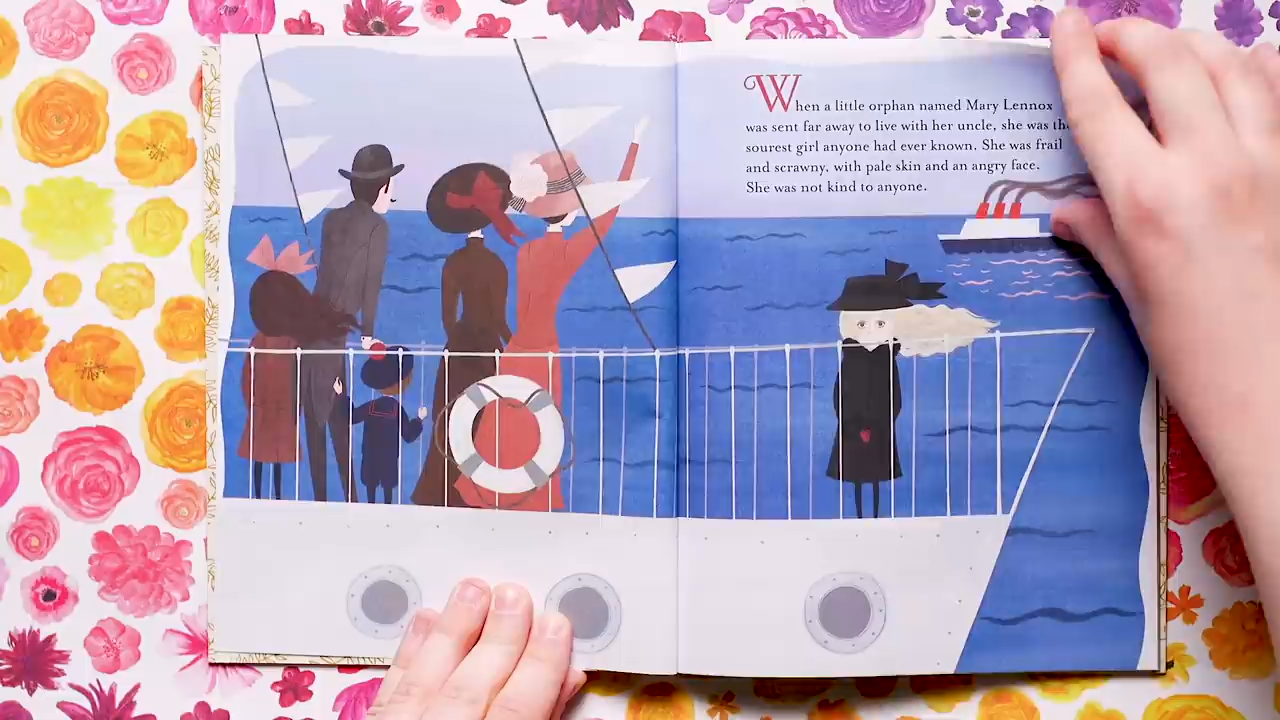 When a little orphan named Mary Lennox
was sent far away to live with her uncle, she was the
sourest girl anyone had ever known. She was frail
and scrawny, with pale skin and an angry face.
She was not kind to anyone.